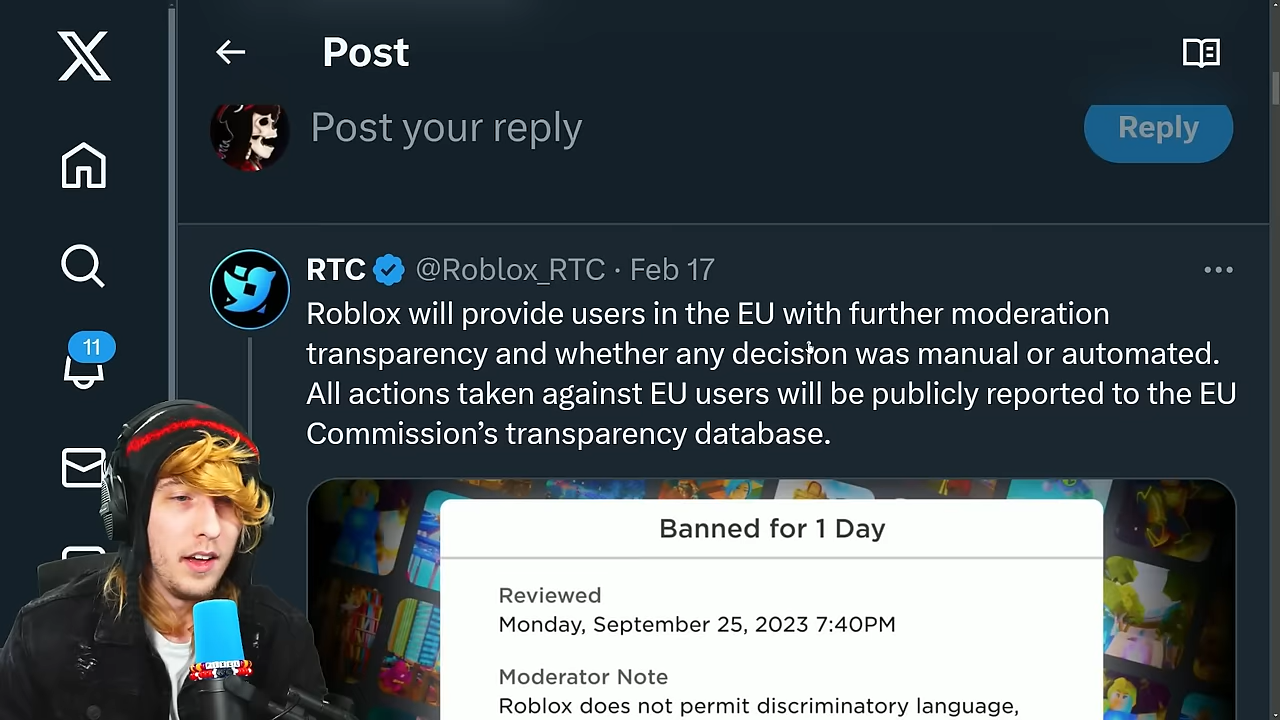 Post
Post your reply
Reply
RTC @Roblox_RTC · Feb 17
Roblox will provide users in the EU with further moderation
transparency and whether any decision was manual or automated.
All actions taken against EU users will be publicly reported to the EU
Commission’s transparency database.
11
Banned for 1 Day
Reviewed
Monday, September 25, 2023 7:40PM
Moderator Note
Roblox does not permit discriminatory language,